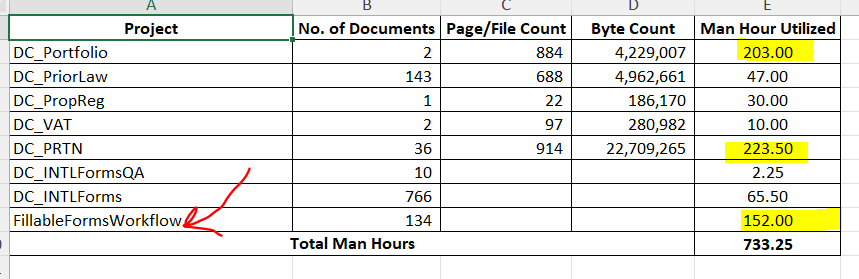 A B C D E
Project No. of Documents Page/File Count Byte Count Man Hour Utilized
DC_Portfolio 2 884 4,229,007 203.00
DC_PriorLaw 143 688 4,962,661 47.00
DC_PropReg 1 22 186,170 30.00
DC_VAT 2 97 280,982 10.00
DC_PRTN 36 914 22,709,265 223.50
DC_INTLFormsQA 10 2.25
DC_INTLForms 766 65.50
FillableFormsWorkflow 134 152.00
Total Man Hours 733.25